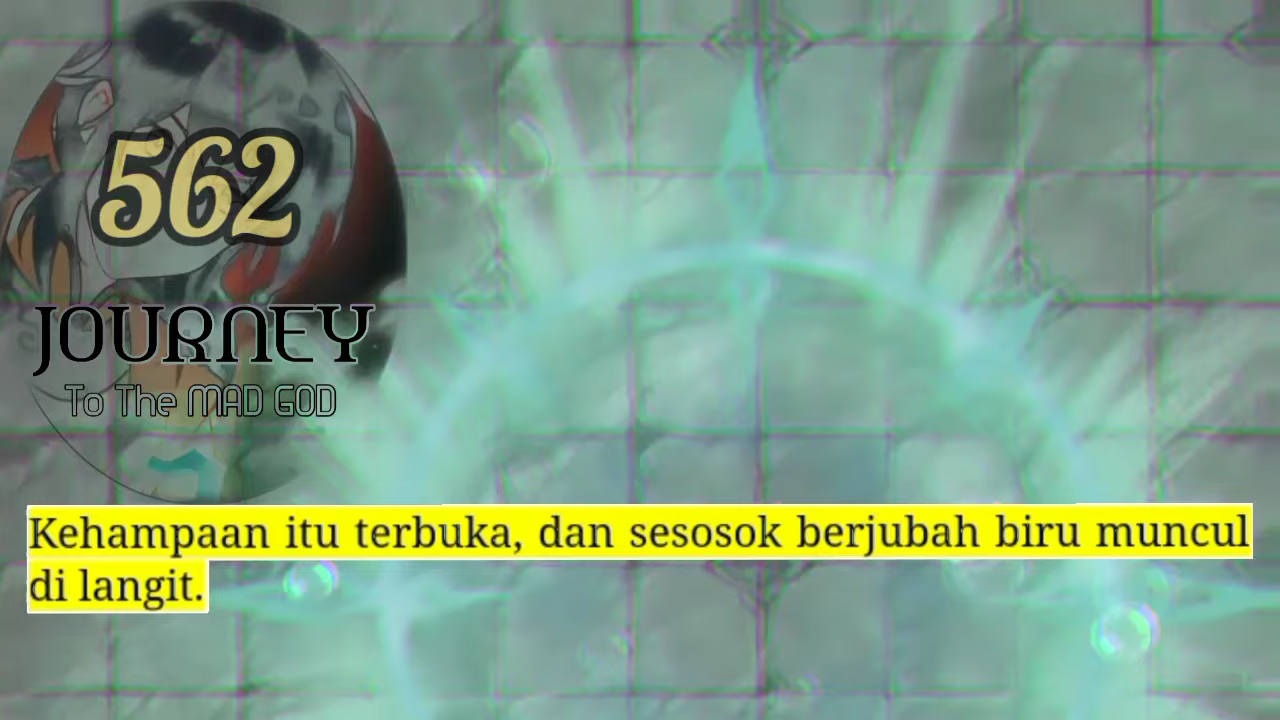 562
JOURNEY
To The MAD GOD
Kehampaan itu terbuka, dan sesosok berjubah biru muncul
di langit.